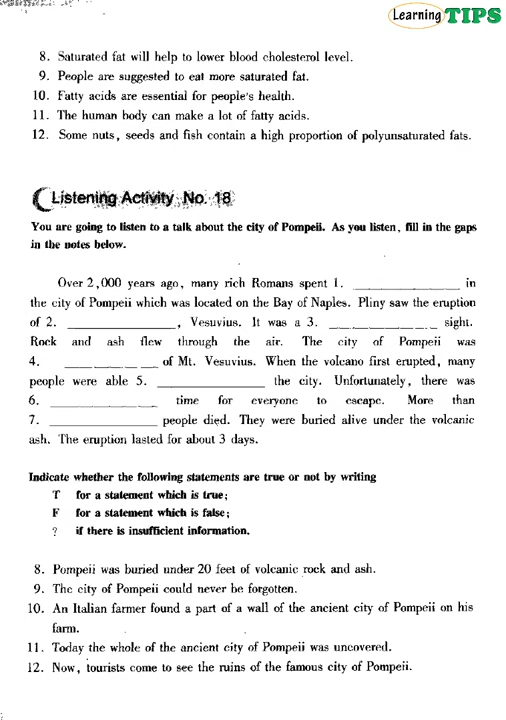 Learning TIPS
8. Saturated fat will help to lower blood cholesterol level.
9. People are suggested to eat more saturated fat.
10. Fatty acids are essential for people's health.
11. The human body can make a lot of fatty acids.
12. Some nuts, seeds and fish contain a high proportion of polyunsaturated fats.
Listening Activity No. 18
You are going to listen to a talk about the city of Pompeii. As you listen, fill in the gaps
in the notes below.
Over 2,000 years ago, many rich Romans spent 1. ________________ in
the city of Pompeii which was located on the Bay of Naples. Pliny saw the eruption
of 2. ________________, Vesuvius. It was a 3. ________________ sight.
Rock and ash flew through the air. The city of Pompeii was
4. ________________ of Mt. Vesuvius. When the volcano first erupted, many
people were able 5. ________________ the city. Unfortunately, there was
6. ________________ time for everyone to escape. More than
7. ________________ people died. They were buried alive under the volcanic
ash. The eruption lasted for about 3 days.
Indicate whether the following statements are true or not by writing
T for a statement which is true;
F for a statement which is false;
? if there is insufficient information.
8. Pompeii was buried under 20 feet of volcanic rock and ash.
9. The city of Pompeii could never be forgotten.
10. An Italian farmer found a part of a wall of the ancient city of Pompeii on his
farm.
11. Today the whole of the ancient city of Pompeii was uncovered.
12. Now, tourists come to see the ruins of the famous city of Pompeii.